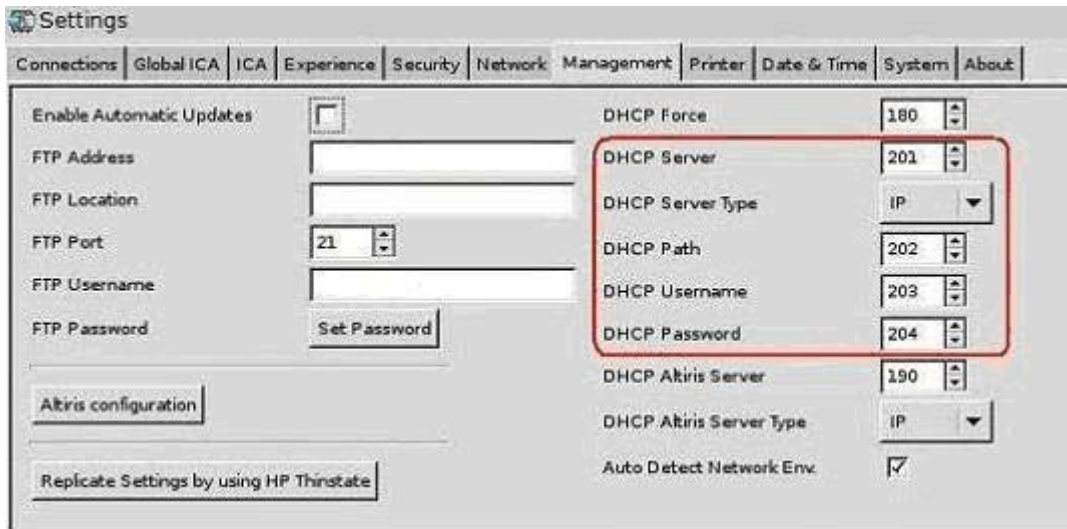 Settings
Connections Global ICA ICA Experience Security Network Management Printer Date & Time System About
Enable Automatic Updates
FTP Address
FTP Location
FTP Port 21
FTP Username
FTP Password Set Password
Altiris configuration
Replicate Settings by using HP Thinstate
DHCP Force 180
DHCP Server 201
DHCP Server Type IP
DHCP Path 202
DHCP Username 203
DHCP Password 204
DHCP Altiris Server 190
DHCP Altiris Server Type IP
Auto Detect Network Env.